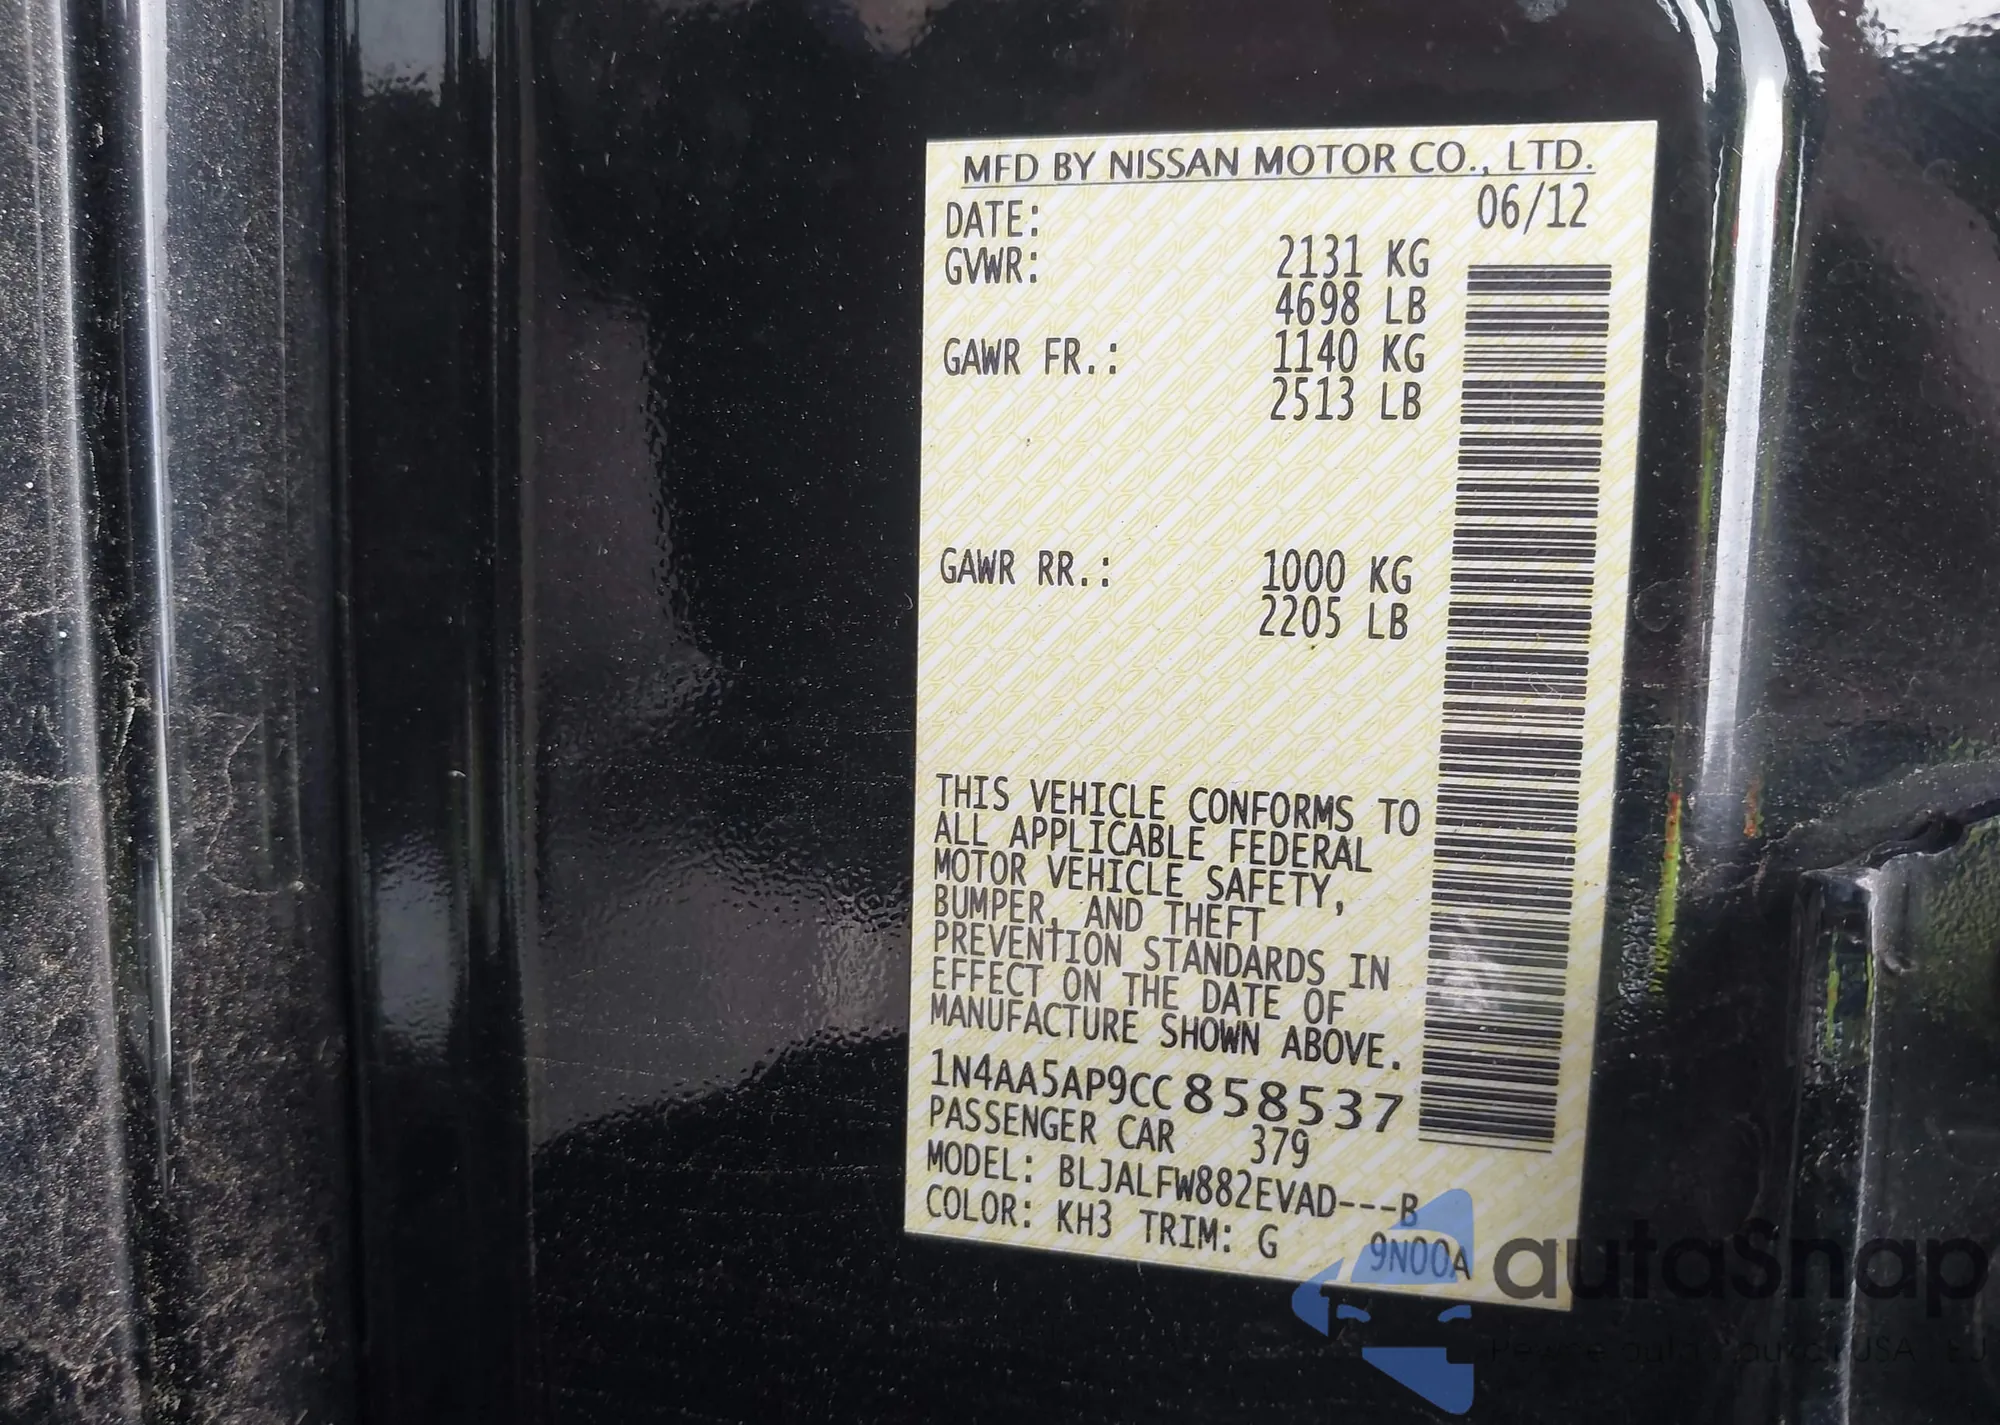 MFD BY NISSAN MOTOR CO., LTD.
DATE: 06/12
GVWR: 2131 KG
4698 LB
GAWR FR.: 1140 KG
2513 LB
GAWR RR.: 1000 KG
2205 LB
THIS VEHICLE CONFORMS TO
ALL APPLICABLE FEDERAL
MOTOR VEHICLE SAFETY,
BUMPER, AND THEFT
PREVENTION STANDARDS IN
EFFECT ON THE DATE OF
MANUFACTURE SHOWN ABOVE.
1N4AA5AP9CC858537
PASSENGER CAR 379
MODEL: BLJALFW882EVAD---B
COLOR: KH3 TRIM: G 9N00A
autaSnap
auta USA